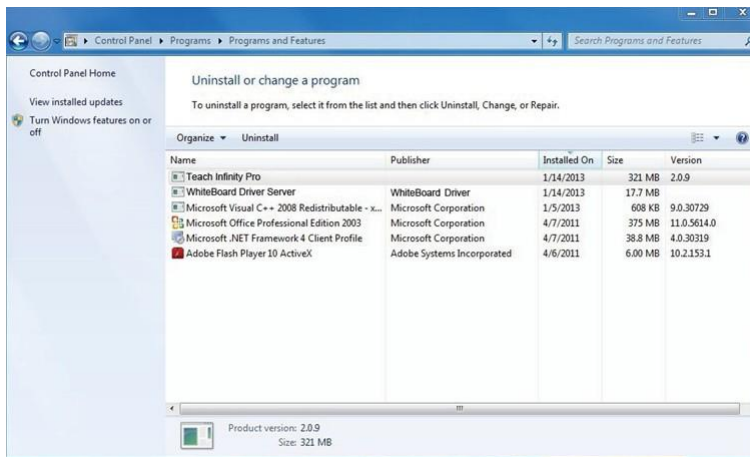 Control Panel Programs Programs and Features Search Programs and Features
Control Panel Home
View installed updates
Turn Windows features on or
off
Uninstall or change a program
To uninstall a program, select it from the list and then click Uninstall, Change, or Repair.
Organize Uninstall
Name Publisher Installed On Size Version
Teach Infinity Pro 1/14/2013 321 MB 2.0.9
WhiteBoard Driver Server WhiteBoard Driver 1/14/2013 17.7 MB
Microsoft Visual C++ 2008 Redistributable - x... Microsoft Corporation 1/5/2013 608 KB 9.0.30729
Microsoft Office Professional Edition 2003 Microsoft Corporation 4/7/2011 375 MB 11.0.5614.0
Microsoft .NET Framework 4 Client Profile Microsoft Corporation 4/7/2011 38.8 MB 4.0.30319
Adobe Flash Player 10 ActiveX Adobe Systems Incorporated 4/6/2011 6.00 MB 10.2.153.1
Product version: 2.0.9
Size: 321 MB